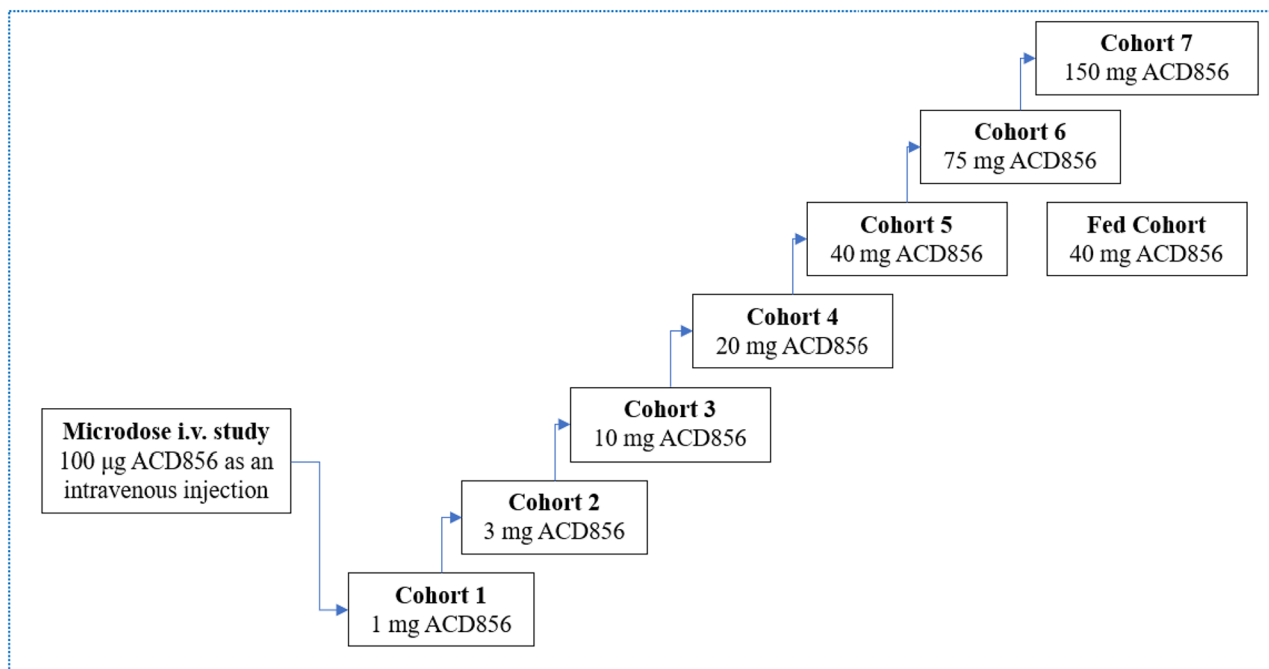 Cohort 7
150 mg ACD856
Cohort 6
75 mg ACD856
Cohort 5
40 mg ACD856
Fed Cohort
40 mg ACD856
Cohort 4
20 mg ACD856
Cohort 3
10 mg ACD856
Microdose i.v. study
100 µg ACD856 as an
intravenous injection
Cohort 2
3 mg ACD856
Cohort 1
1 mg ACD856